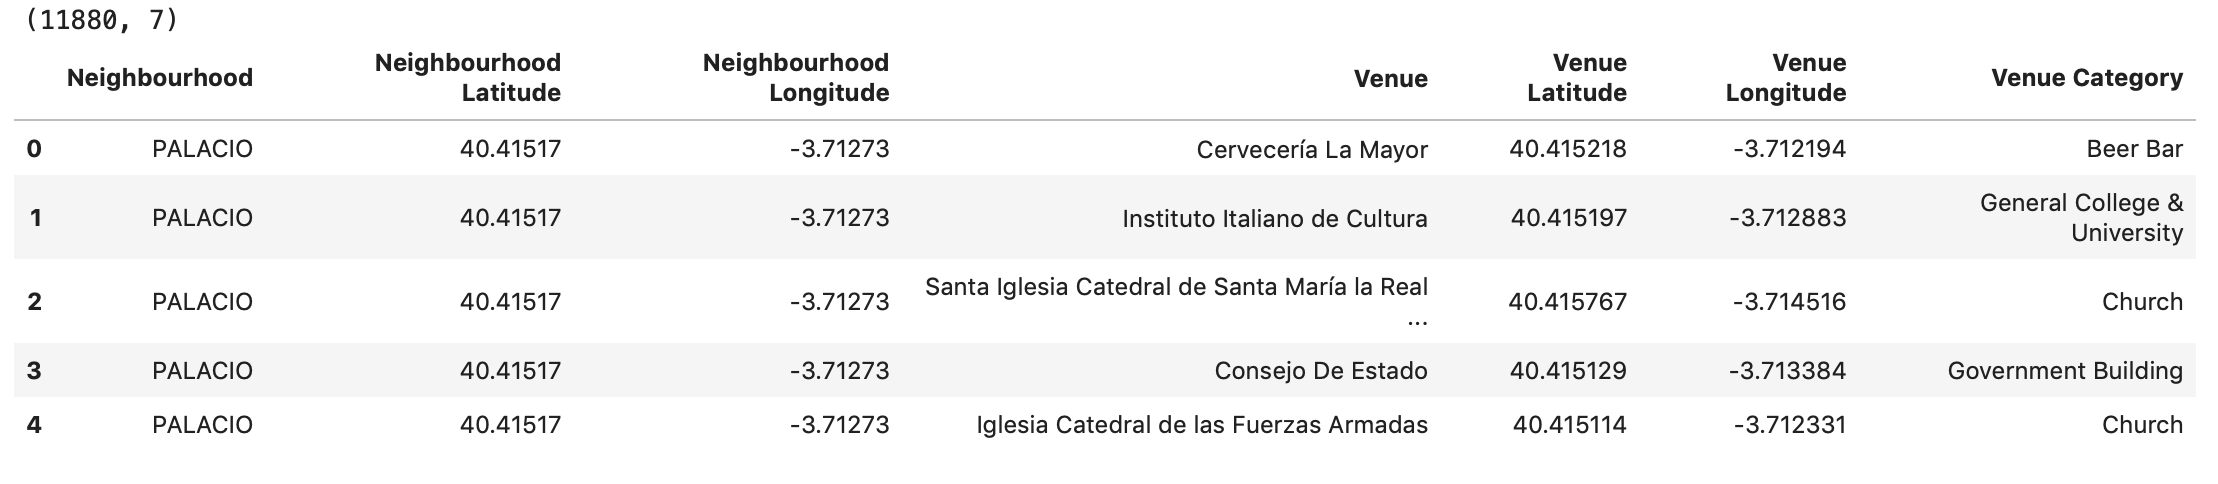 (11880, 7)
Neighbourhood Neighbourhood Latitude Neighbourhood Longitude Venue Venue Latitude Venue Longitude Venue Category
0 PALACIO 40.41517 -3.71273 Cervecería La Mayor 40.415218 -3.712194 Beer Bar
1 PALACIO 40.41517 -3.71273 Instituto Italiano de Cultura 40.415197 -3.712883 General College & University
2 PALACIO 40.41517 -3.71273 Santa Iglesia Catedral de Santa María la Real ... 40.415767 -3.714516 Church
3 PALACIO 40.41517 -3.71273 Consejo De Estado 40.415129 -3.713384 Government Building
4 PALACIO 40.41517 -3.71273 Iglesia Catedral de las Fuerzas Armadas 40.415114 -3.712331 Church